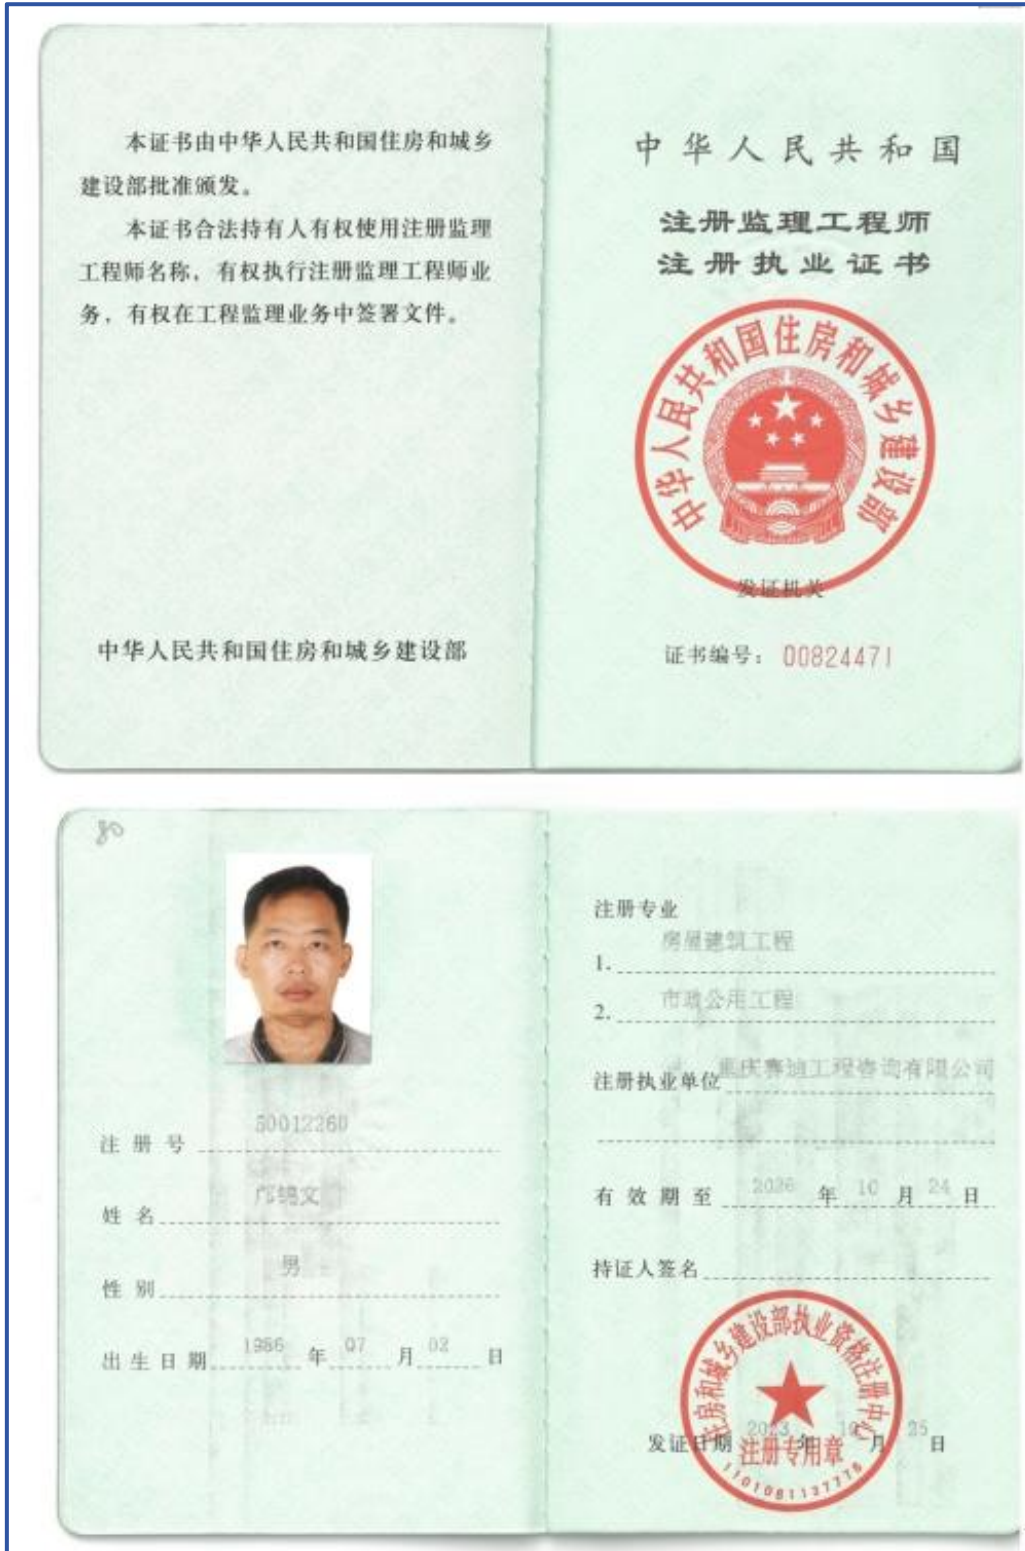 本证书由中华人民共和国住房和城乡
建设部批准颁发。
本证书合法持有人有权使用注册监理
工程师名称,有权执行注册监理工程师业
务,有权在工程监理业务中签署文件。
中华人民共和国住房和城乡建设部
中华人民共和国
注册监理工程师
注册执业证书
中华人民共和国住房和城乡建设部
发证机关
证书编号: 00824471
80
注册号 50012260
姓名 文
性别 男
出生日期 1986 年 07 月 02 日
注册专业
1. 房屋建筑工程
2. 市政公用工程
注册执业单位 重庆赛迪工程咨询有限公司
有效期至 2026 年 10 月 24 日
持证人签名
住房和城乡建设部执业资格注册中心
发证日期 2023 年 10 月 25 日
注册专用章
1101081137776